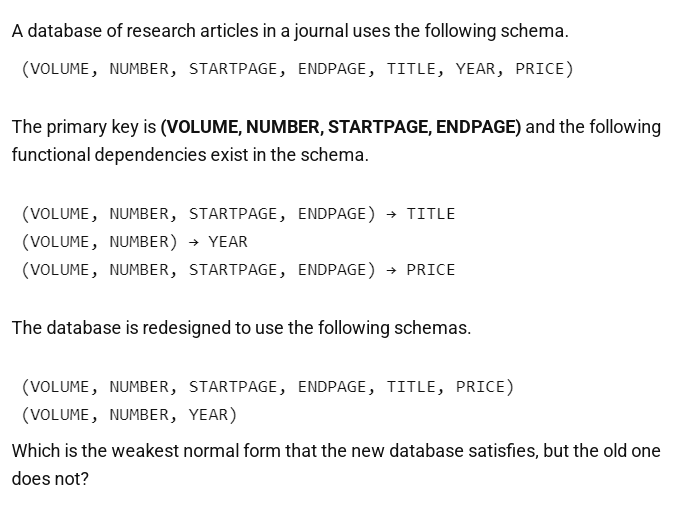 A database of research articles in a journal uses the following schema.
(VOLUME, NUMBER, STARTPAGE, ENDPAGE, TITLE, YEAR, PRICE)
The primary key is (VOLUME, NUMBER, STARTPAGE, ENDPAGE) and the following
functional dependencies exist in the schema.
(VOLUME, NUMBER, STARTPAGE, ENDPAGE) → TITLE
(VOLUME, NUMBER) → YEAR
(VOLUME, NUMBER, STARTPAGE, ENDPAGE) → PRICE
The database is redesigned to use the following schemas.
(VOLUME, NUMBER, STARTPAGE, ENDPAGE, TITLE, PRICE)
(VOLUME, NUMBER, YEAR)
Which is the weakest normal form that the new database satisfies, but the old one
does not?